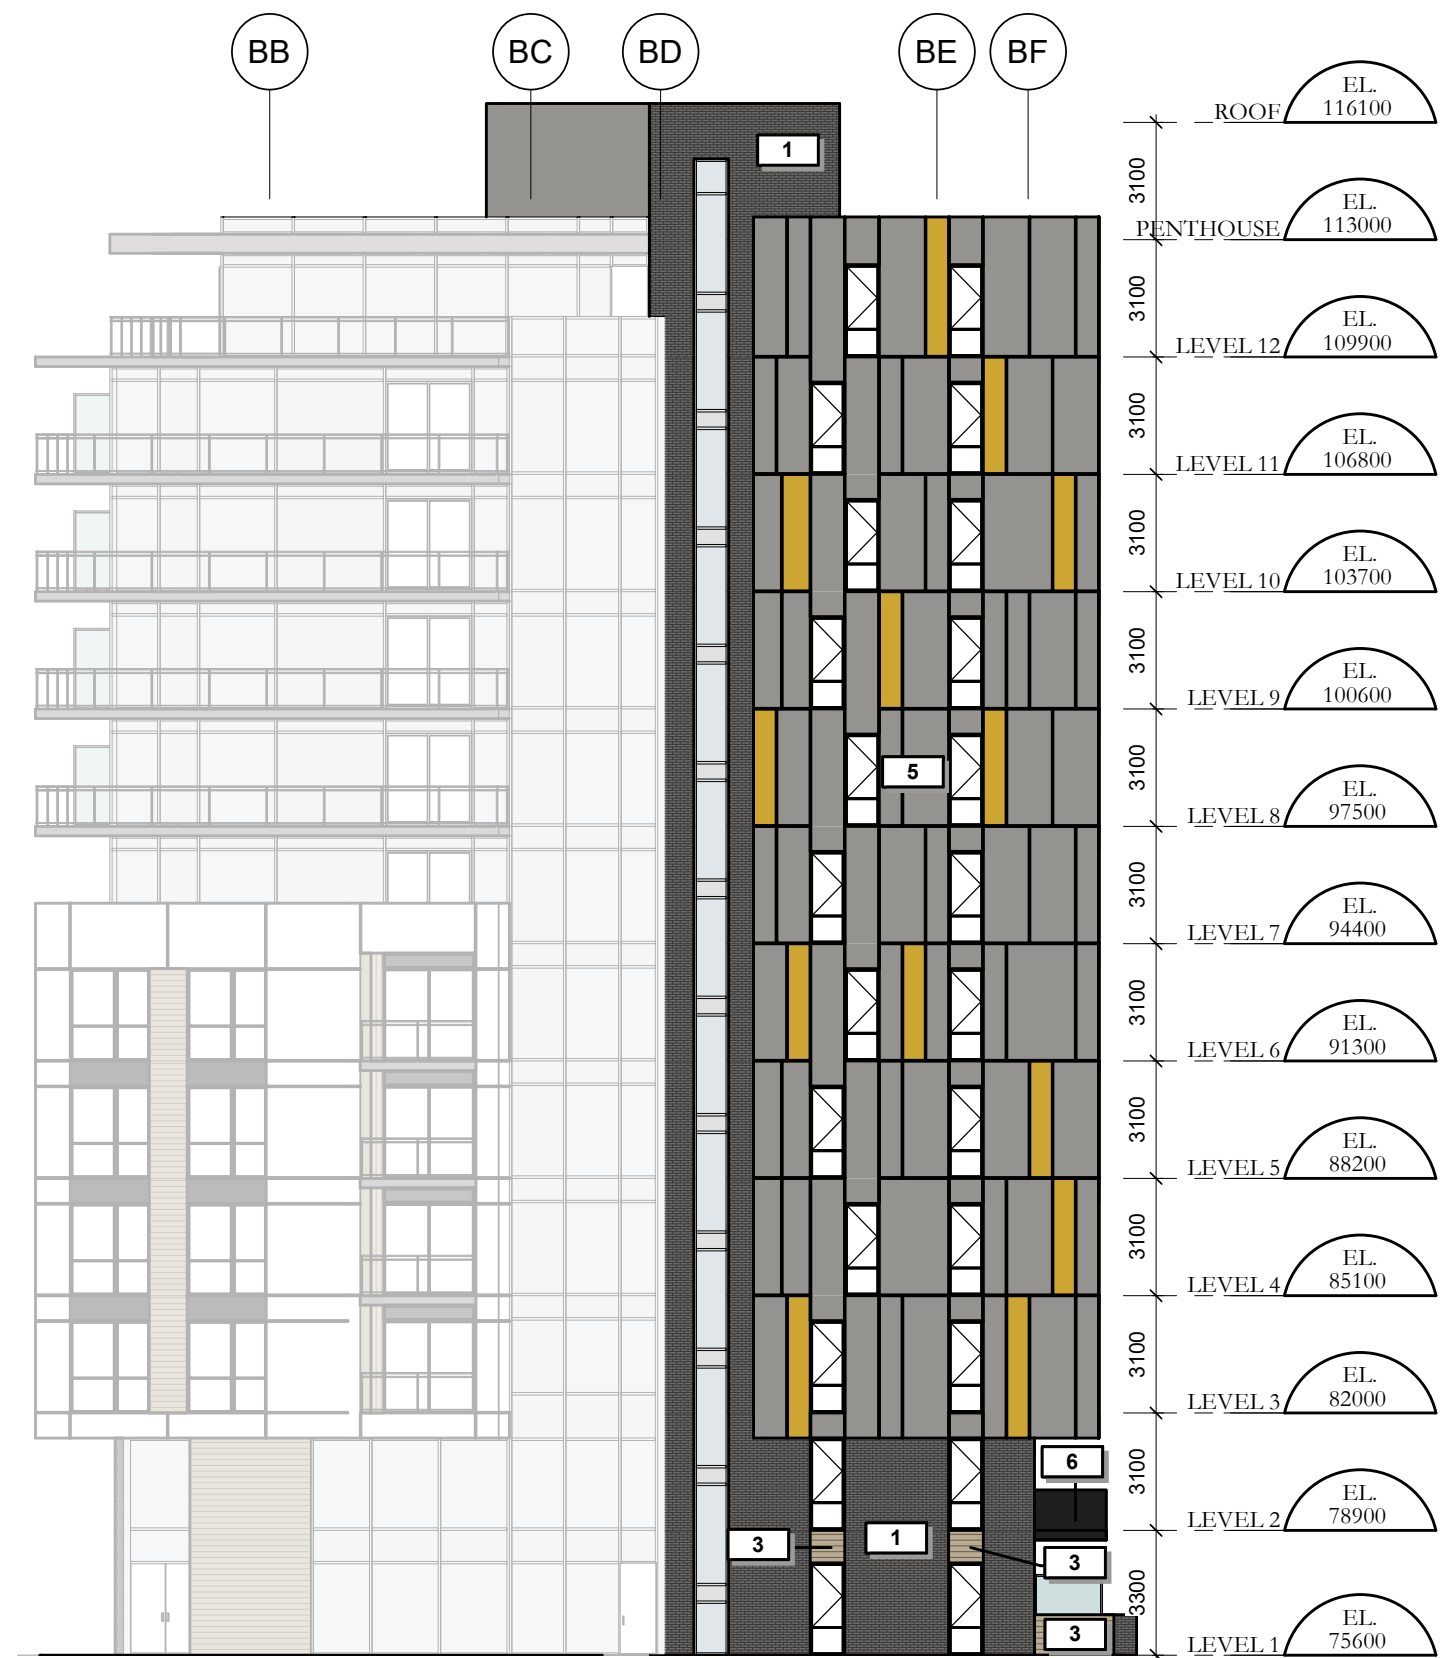 BB BC BD BE BF
ROOF EL. 116100
1
3100
PENTHOUSE EL. 113000
3100
LEVEL 12 EL. 109900
3100
LEVEL 11 EL. 106800
3100
LEVEL 10 EL. 103700
3100
LEVEL 9 EL. 100600
3100
5
LEVEL 8 EL. 97500
3100
LEVEL 7 EL. 94400
3100
LEVEL 6 EL. 91300
3100
LEVEL 5 EL. 88200
3100
LEVEL 4 EL. 85100
3100
LEVEL 3 EL. 82000
3100
6
LEVEL 2 EL. 78900
3 1
3
3300
3
LEVEL 1 EL. 75600